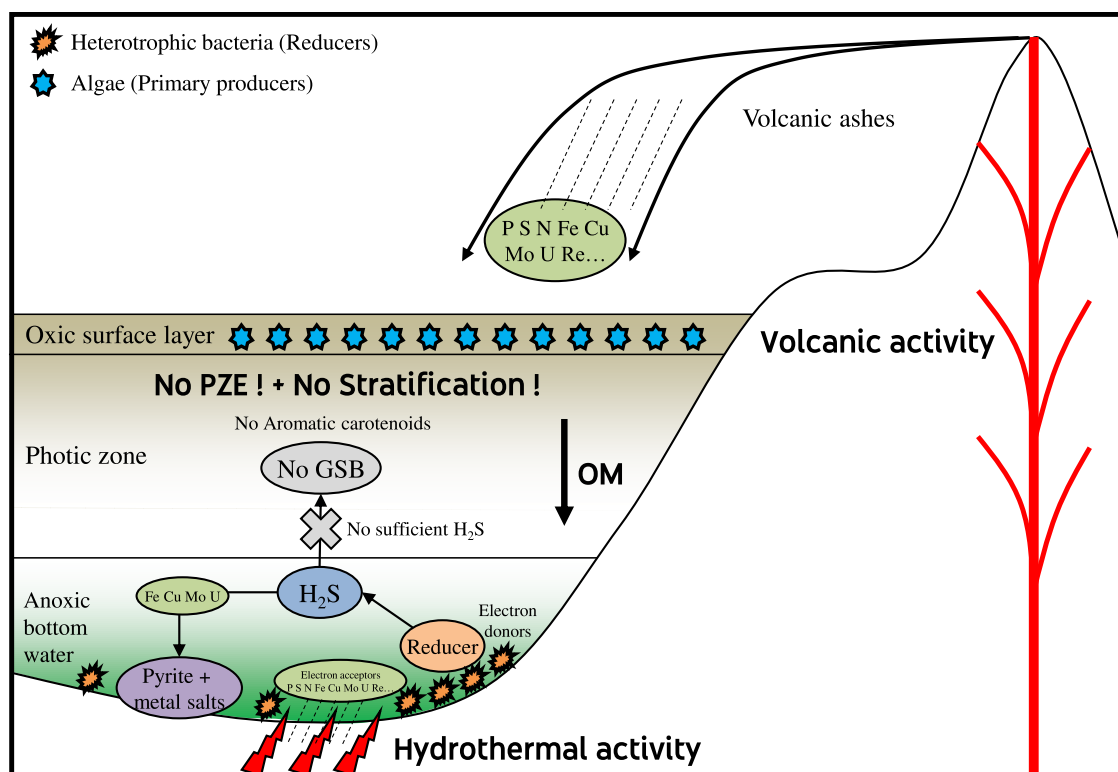 Heterotrophic bacteria (Reducers)
Algae (Primary producers)
Volcanic ashes
P S N Fe Cu
Mo U Re…
Oxic surface layer
Volcanic activity
No PZE ! + No Stratification !
No Aromatic carotenoids
Photic zone
No GSB
OM
No sufficient H₂S
Anoxic
bottom
water
Fe Cu Mo U
H₂S
Electron
donors
Reducer
Pyrite +
metal salts
Electron acceptors
P S N Fe Cu Mo U Re…
Hydrothermal activity